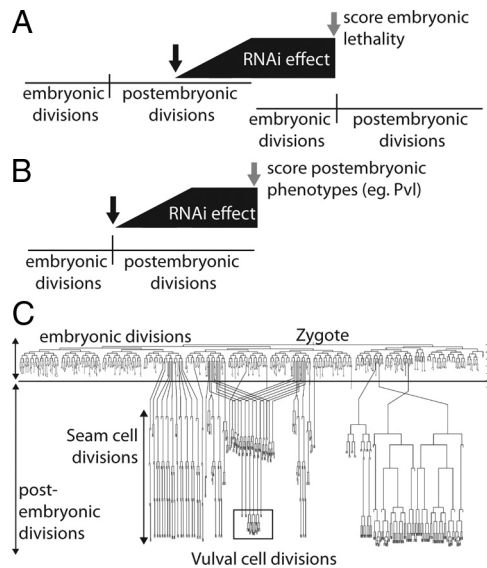 A
score embryonic
lethality
RNAi effect
embryonic
divisions
postembryonic
divisions
embryonic
divisions
postembryonic
divisions
B
score postembryonic
phenotypes (eg. Pvl)
RNAi effect
embryonic
divisions
postembryonic
divisions
C
embryonic divisions
Zygote
Seam cell
divisions
post-
embryonic
divisions
Vulval cell divisions